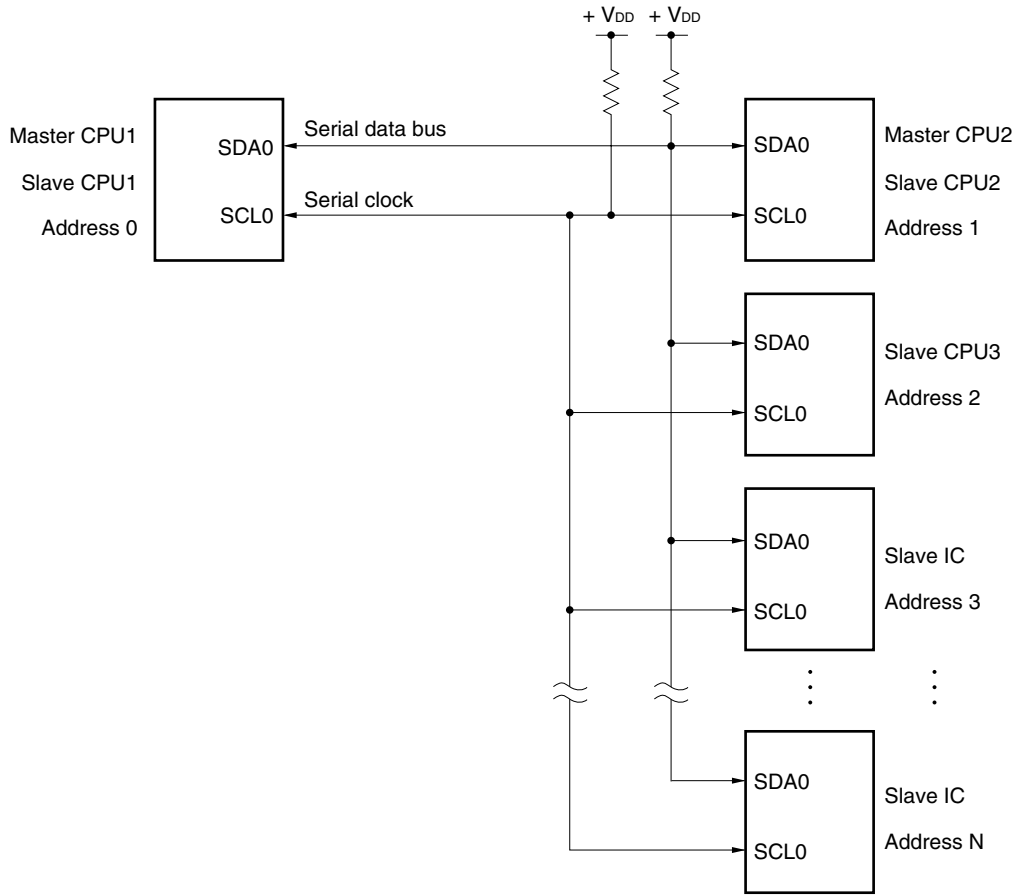 + VDD
+ VDD
Master CPU1
Slave CPU1
Address 0
SDA0
SCL0
Serial data bus
Serial clock
SDA0
SCL0
Master CPU2
Slave CPU2
Address 1
SDA0
SCL0
Slave CPU3
Address 2
SDA0
SCL0
Slave IC
Address 3
SDA0
SCL0
Slave IC
Address N